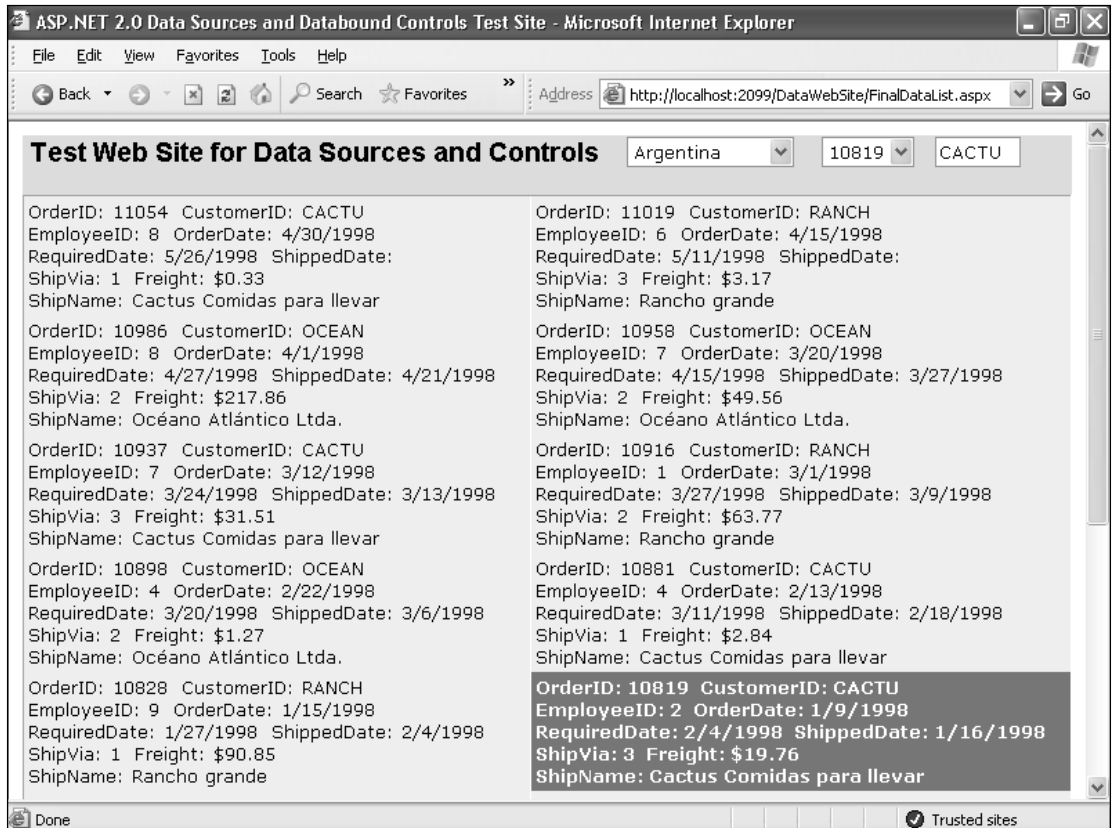 ASP.NET 2.0 Data Sources and Databound Controls Test Site - Microsoft Internet Explorer
File Edit View Favorites Tools Help
Back Search Favorites » Address http://localhost:2099/DataWebSite/FinalDataList.aspx Go
Test Web Site for Data Sources and Controls Argentina 10819 CACTU
OrderID: 11054 CustomerID: CACTU
EmployeeID: 8 OrderDate: 4/30/1998
RequiredDate: 5/26/1998 ShippedDate:
ShipVia: 1 Freight: $0.33
ShipName: Cactus Comidas para llevar
OrderID: 11019 CustomerID: RANCH
EmployeeID: 6 OrderDate: 4/15/1998
RequiredDate: 5/11/1998 ShippedDate:
ShipVia: 3 Freight: $3.17
ShipName: Rancho grande
OrderID: 10986 CustomerID: OCEAN
EmployeeID: 8 OrderDate: 4/1/1998
RequiredDate: 4/27/1998 ShippedDate: 4/21/1998
ShipVia: 2 Freight: $217.86
ShipName: Océano Atlántico Ltda.
OrderID: 10958 CustomerID: OCEAN
EmployeeID: 7 OrderDate: 3/20/1998
RequiredDate: 4/15/1998 ShippedDate: 3/27/1998
ShipVia: 2 Freight: $49.56
ShipName: Océano Atlántico Ltda.
OrderID: 10937 CustomerID: CACTU
EmployeeID: 7 OrderDate: 3/12/1998
RequiredDate: 3/24/1998 ShippedDate: 3/13/1998
ShipVia: 3 Freight: $31.51
ShipName: Cactus Comidas para llevar
OrderID: 10916 CustomerID: RANCH
EmployeeID: 1 OrderDate: 3/1/1998
RequiredDate: 3/27/1998 ShippedDate: 3/9/1998
ShipVia: 2 Freight: $63.77
ShipName: Rancho grande
OrderID: 10898 CustomerID: OCEAN
EmployeeID: 4 OrderDate: 2/22/1998
RequiredDate: 3/20/1998 ShippedDate: 3/6/1998
ShipVia: 2 Freight: $1.27
ShipName: Océano Atlántico Ltda.
OrderID: 10881 CustomerID: CACTU
EmployeeID: 4 OrderDate: 2/13/1998
RequiredDate: 3/11/1998 ShippedDate: 2/18/1998
ShipVia: 1 Freight: $2.84
ShipName: Cactus Comidas para llevar
OrderID: 10828 CustomerID: RANCH
EmployeeID: 9 OrderDate: 1/15/1998
RequiredDate: 1/27/1998 ShippedDate: 2/4/1998
ShipVia: 1 Freight: $90.85
ShipName: Rancho grande
OrderID: 10819 CustomerID: CACTU
EmployeeID: 2 OrderDate: 1/9/1998
RequiredDate: 2/4/1998 ShippedDate: 1/16/1998
ShipVia: 3 Freight: $19.76
ShipName: Cactus Comidas para llevar
Done Trusted sites